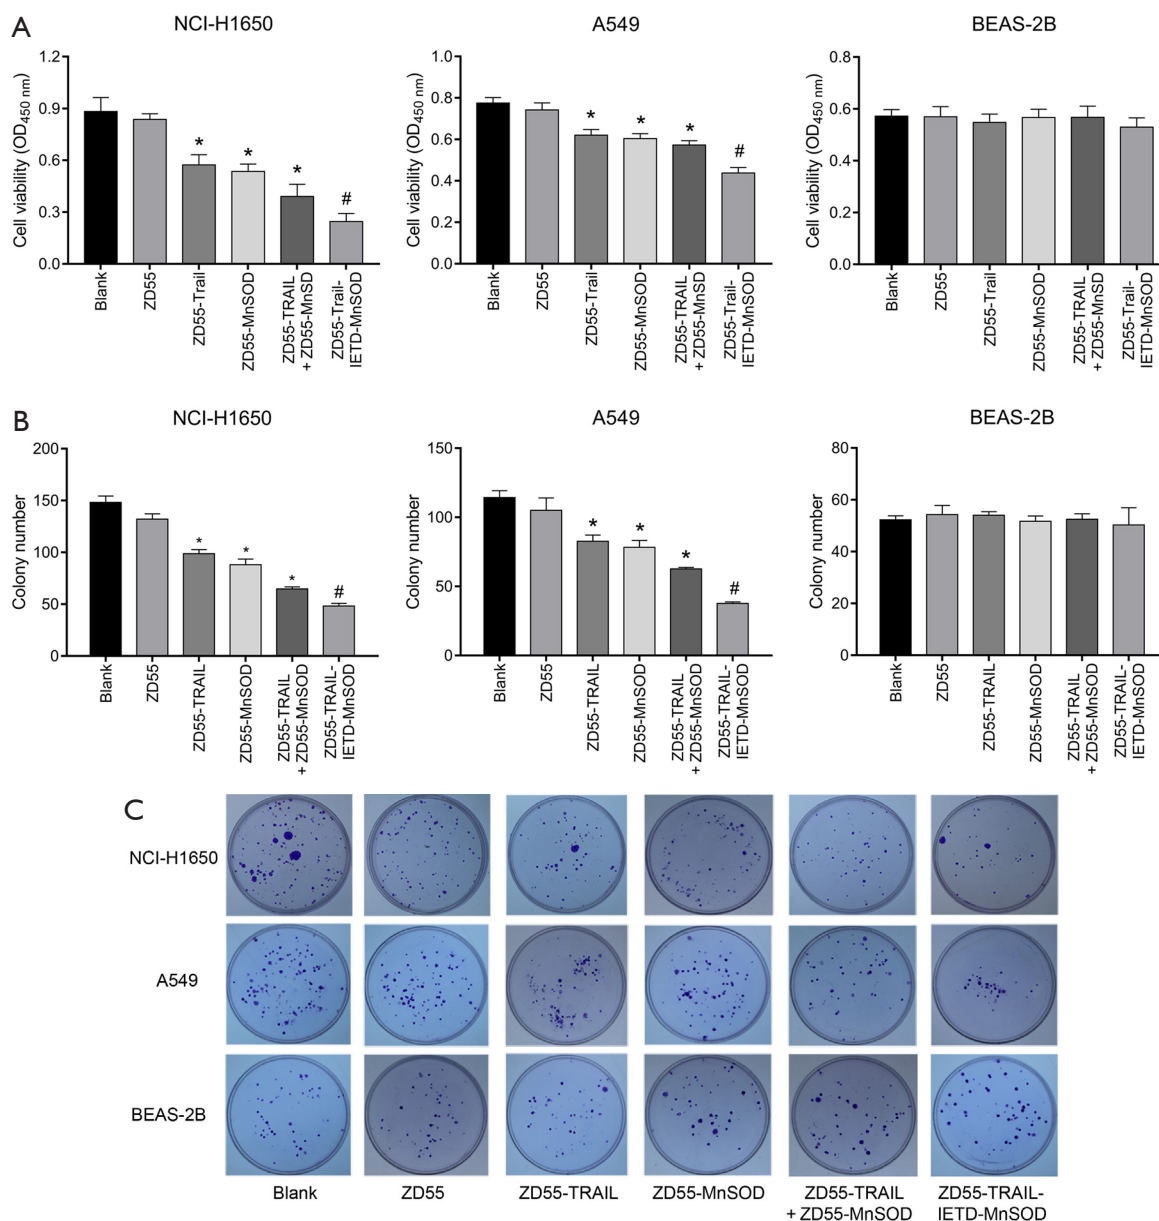 A
NCI-H1650
A549
BEAS-2B
Cell viability (OD450 nm)
1.2
0.9
0.6
0.3
0.0
*
*
*
#
Blank
ZD55
ZD55-Trail
ZD55-MnSOD
ZD55-TRAIL
+ ZD55-MnSD
ZD55-Trail-
IETD-MnSOD
Cell viability (OD450 nm)
1.0
0.8
0.6
0.4
0.2
0.0
*
*
*
#
Blank
ZD55
ZD55-Trail
ZD55-MnSOD
ZD55-TRAIL
+ ZD55-MnSD
ZD55-Trail-
IETD-MnSOD
Cell viability (OD450 nm)
0.8
0.6
0.4
0.2
0.0
Blank
ZD55
ZD55-Trail
ZD55-MnSOD
ZD55-TRAIL
+ ZD55-MnSD
ZD55-Trail-
IETD-MnSOD
B
NCI-H1650
A549
BEAS-2B
Colony number
200
150
100
50
0
*
*
*
#
Blank
ZD55
ZD55-TRAIL
ZD55-MnSOD
ZD55-TRAIL
+ ZD55-MnSOD
ZD55-TRAIL-
IETD-MnSOD
Colony number
150
100
50
0
*
*
*
#
Blank
ZD55
ZD55-TRAIL
ZD55-MnSOD
ZD55-TRAIL
+ ZD55-MnSOD
ZD55-TRAIL-
IETD-MnSOD
Colony number
80
60
40
20
0
Blank
ZD55
ZD55-TRAIL
ZD55-MnSOD
ZD55-TRAIL
+ ZD55-MnSOD
ZD55-TRAIL-
IETD-MnSOD
C
NCI-H1650
A549
BEAS-2B
Blank
ZD55
ZD55-TRAIL
ZD55-MnSOD
ZD55-TRAIL
+ ZD55-MnSOD
ZD55-TRAIL-
IETD-MnSOD